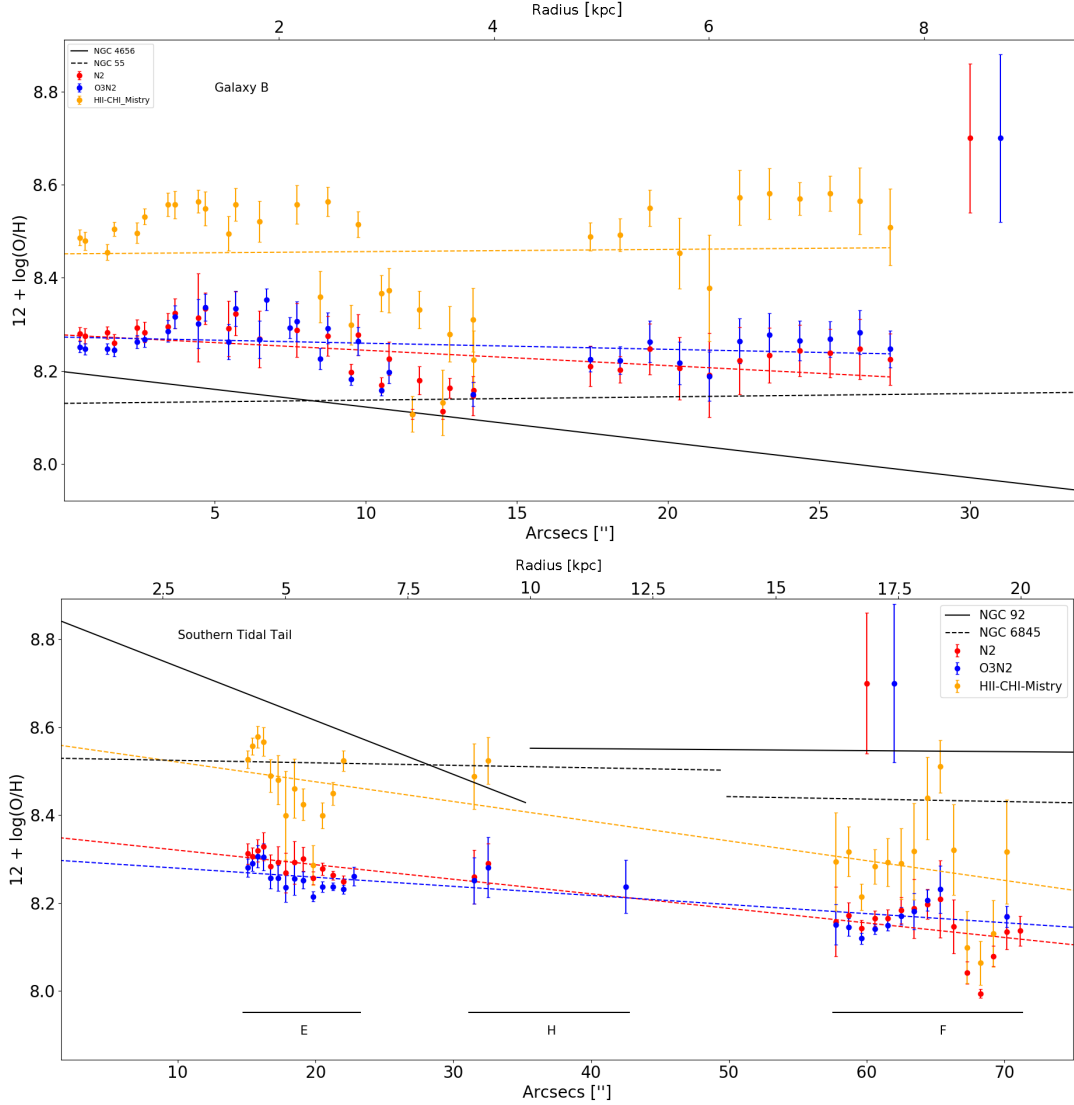 Radius [kpc]
2 4 6 8
NGC 4656
NGC 55
N2
O3N2
HII-CHI_Mistry
Galaxy B
8.8
8.6
8.4
8.2
8.0
12 + log(O/H)
5 10 15 20 25 30
Arcsecs ['']
Radius [kpc]
2.5 5.0 7.5 10 12.5 15 17.5 20
Southern Tidal Tail
NGC 92
NGC 6845
N2
O3N2
HII-CHI-Mistry
8.8
8.6
8.4
8.2
8.0
12 + log(O/H)
E H F
10 20 30 40 50 60 70
Arcsecs ['']